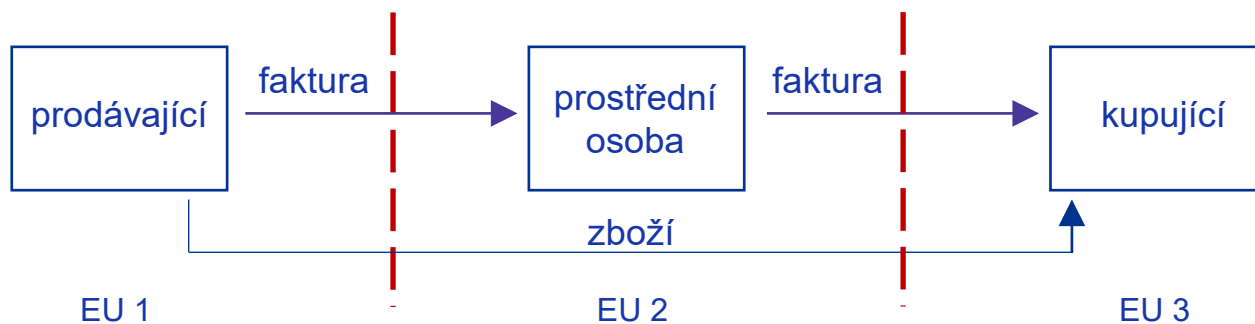 prodávající
faktura
prostřední
osoba
faktura
kupující
zboží
EU 1
EU 2
EU 3